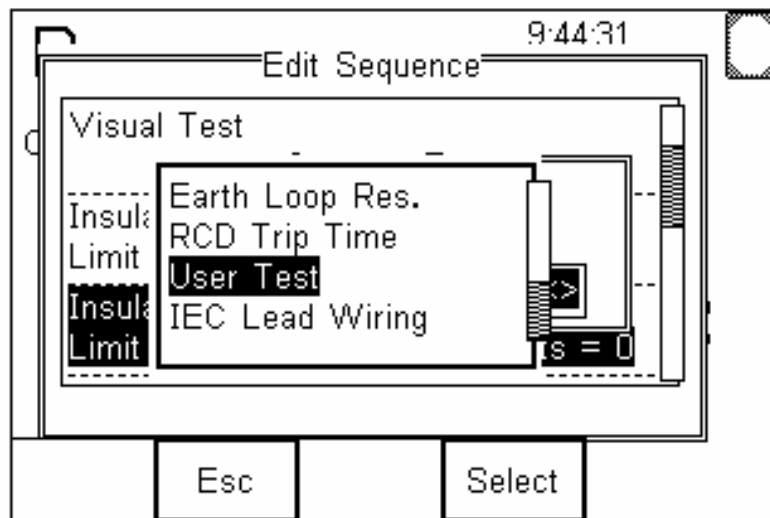 9:44:31
Edit Sequence
Visual Test
Earth Loop Res.
RCD Trip Time
User Test
IEC Lead Wiring
Limit
Limit
<>
= 0
Esc
Select